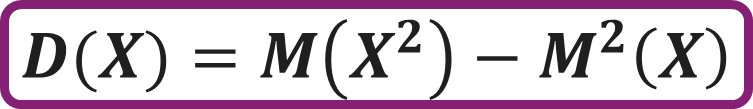 D(X) = M(X²) − M²(X)